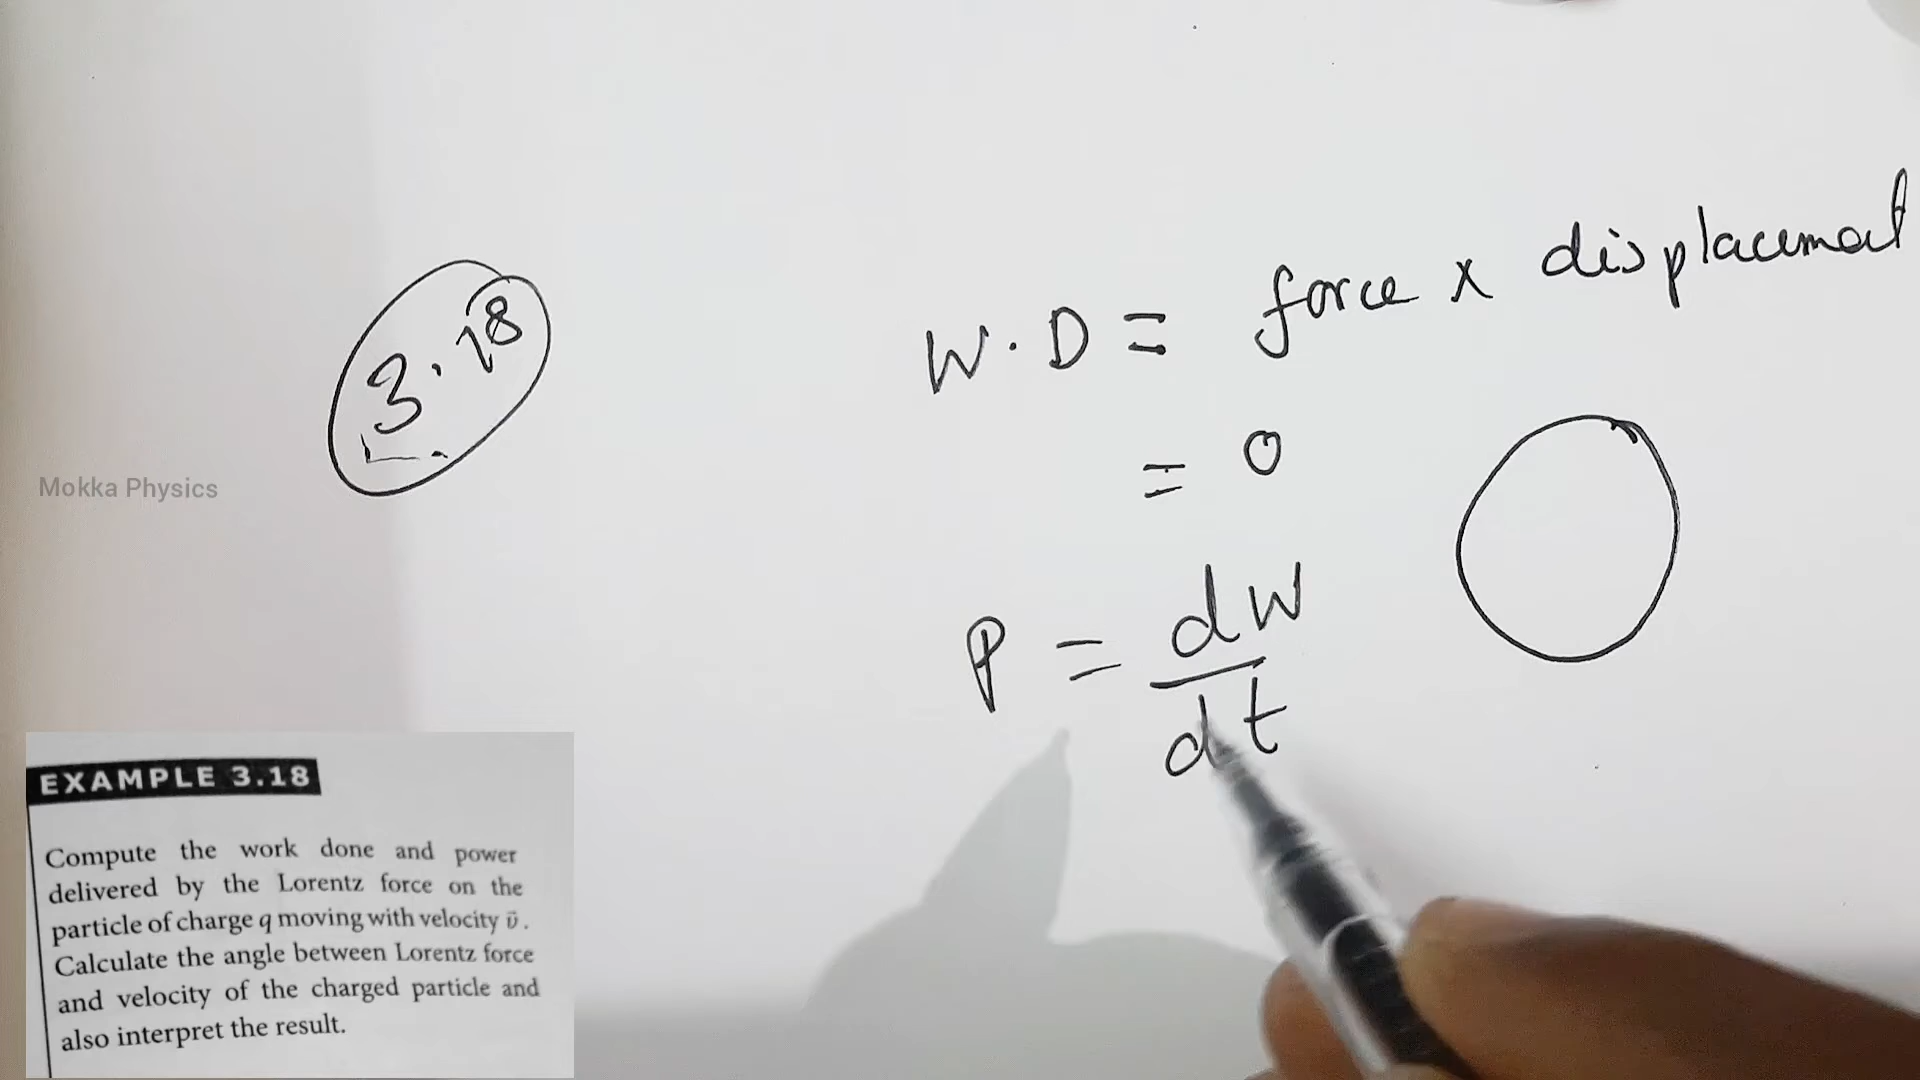 3.18
W.D = force x displacement
= 0
P = dW
dt
Mokka Physics
EXAMPLE 3.18
Compute the work done and power
delivered by the Lorentz force on the
particle of charge q moving with velocity v⃗.
Calculate the angle between Lorentz force
and velocity of the charged particle and
also interpret the result.